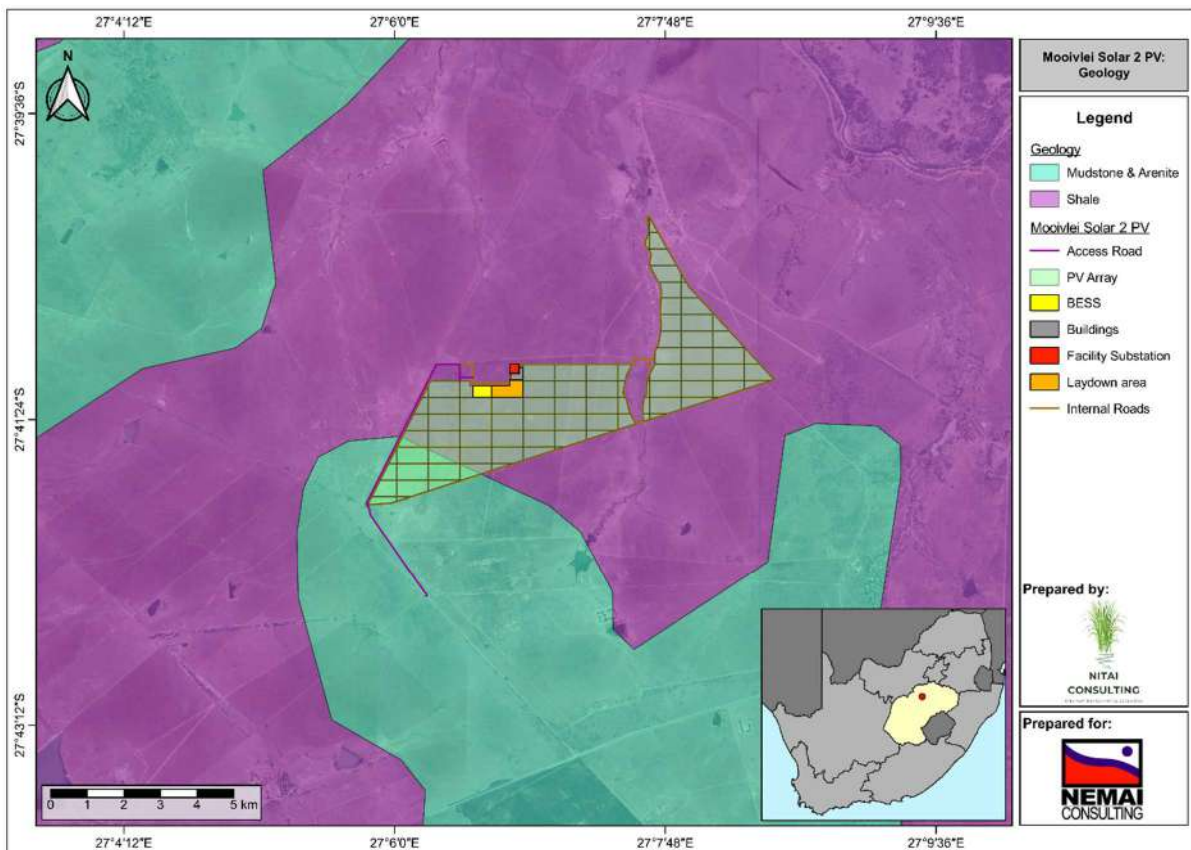 27°4'12"E 27°6'0"E 27°7'48"E 27°9'36"E
N
27°39'36"S
27°41'24"S
27°43'12"S
0 1 2 3 4 5 km
27°4'12"E 27°6'0"E 27°7'48"E 27°9'36"E
Mooivlei Solar 2 PV:
Geology
Legend
Geology
Mudstone & Arenite
Shale
Mooivlei Solar 2 PV
Access Road
PV Array
BESS
Buildings
Facility Substation
Laydown area
Internal Roads
Prepared by:
NITAI
CONSULTING
Prepared for:
NEMAI
CONSULTING